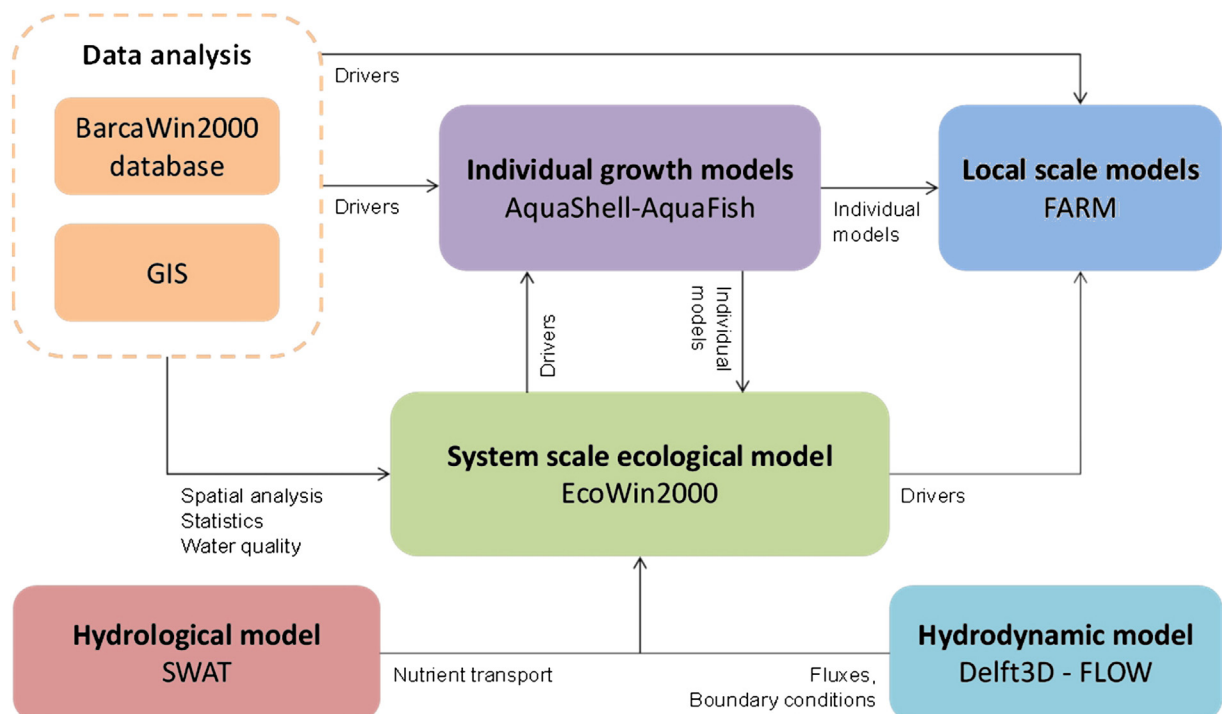 Data analysis
BarcaWin2000
database
GIS
Drivers
Drivers
Individual growth models
AquaShell-AquaFish
Individual
models
Local scale models
FARM
Drivers
Individual
models
System scale ecological model
EcoWin2000
Drivers
Spatial analysis
Statistics
Water quality
Hydrological model
SWAT
Nutrient transport
Fluxes,
Boundary conditions
Hydrodynamic model
Delft3D - FLOW